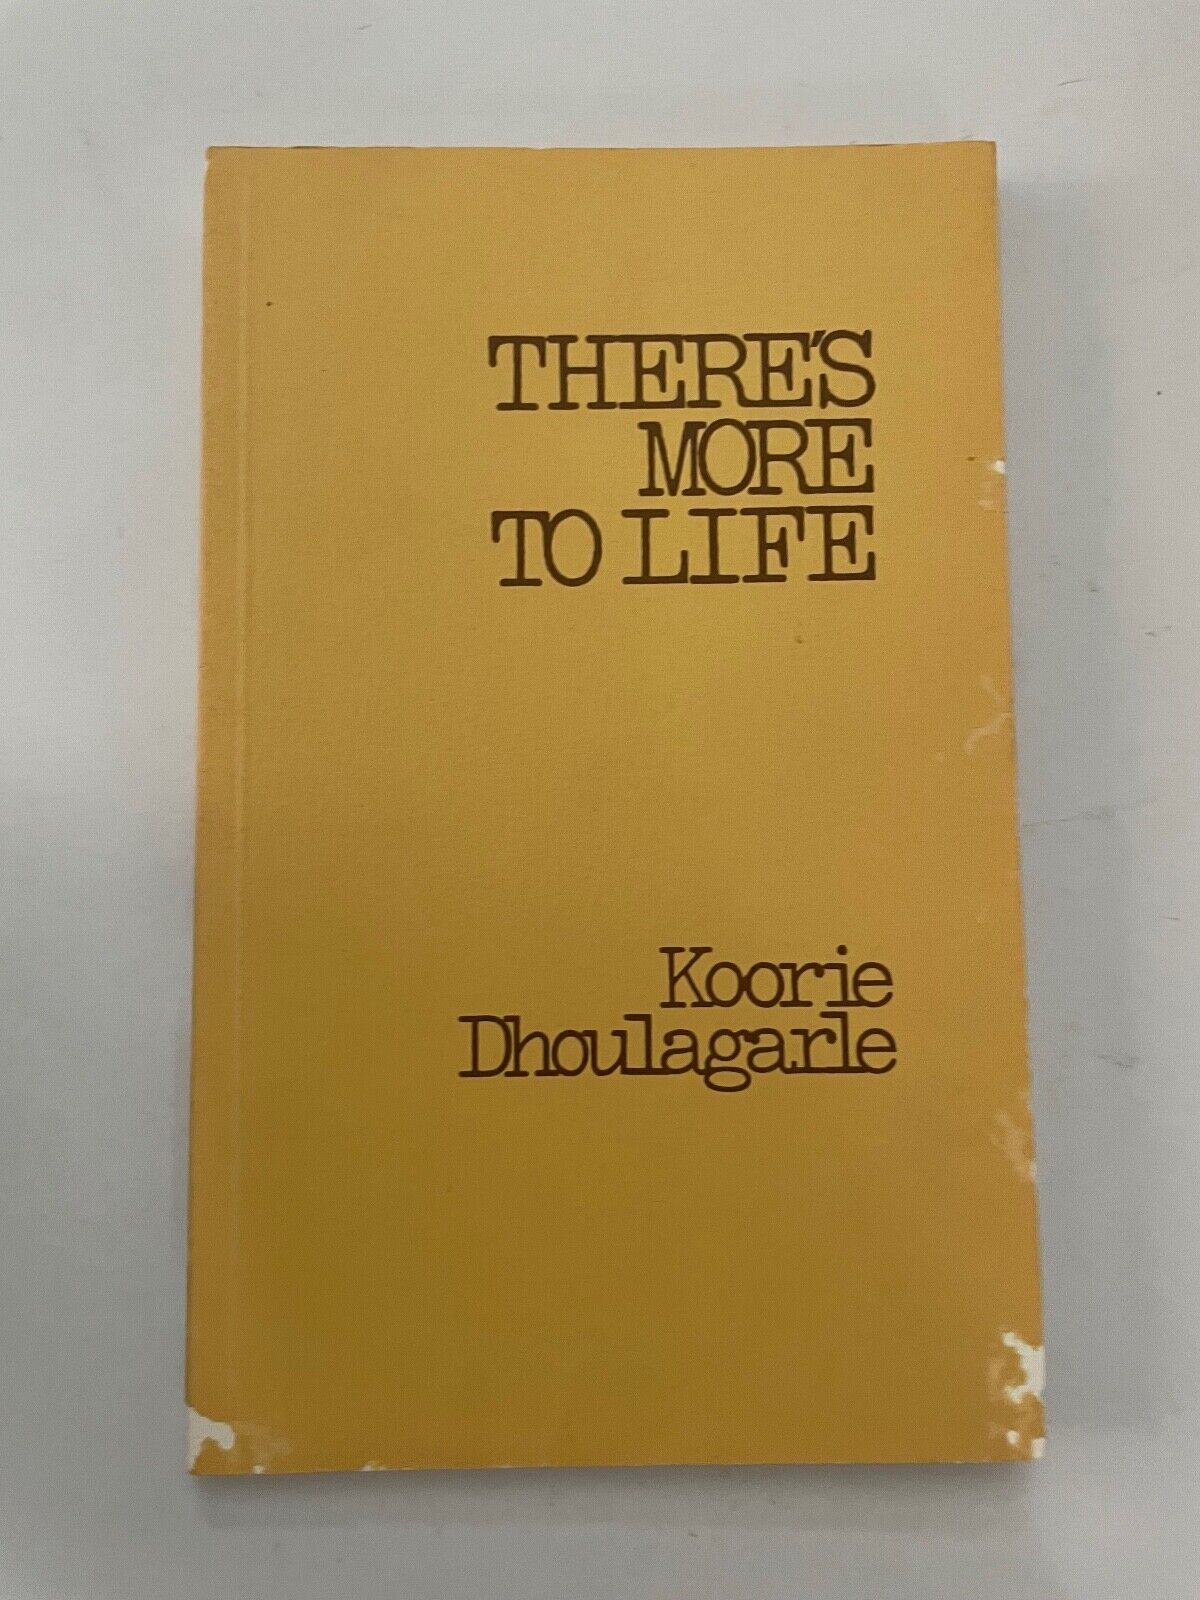 THERE'S
MORE
TO LIFE
Koorie
Dhoulagarle